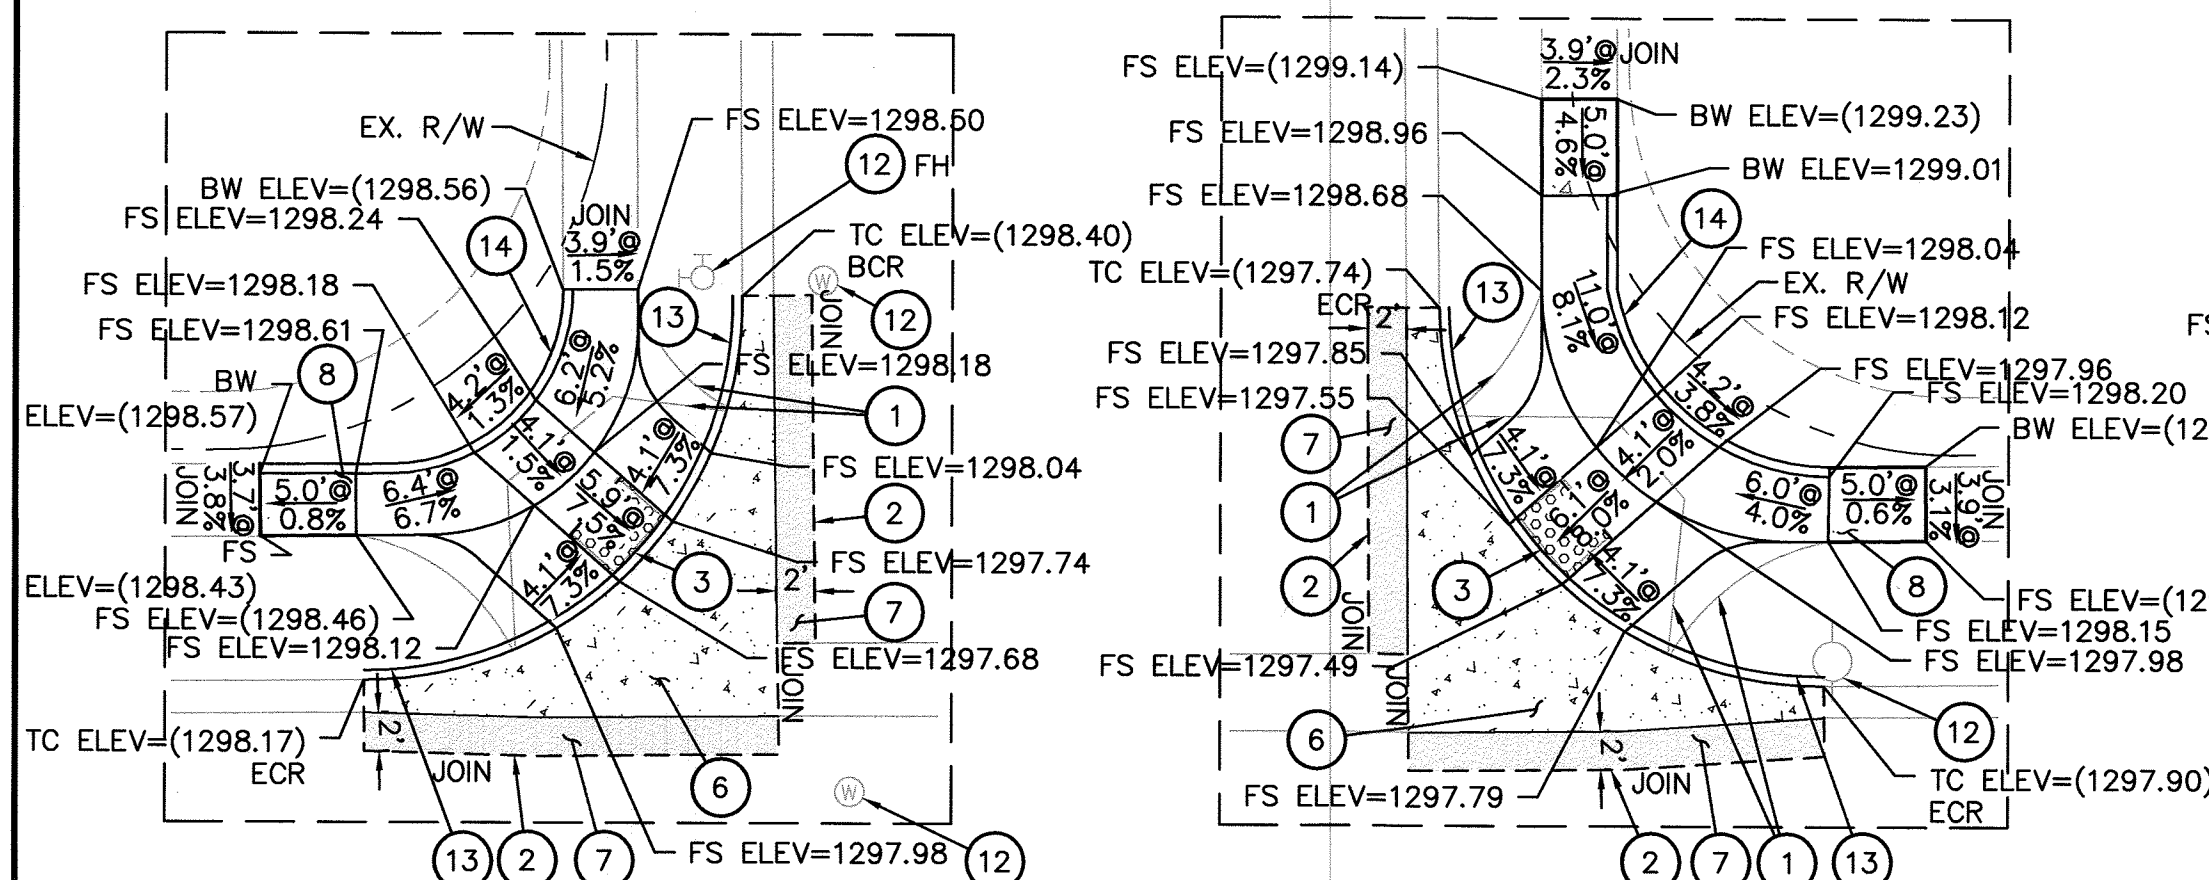 EX. R/W
FS ELEV=1298.50
12 FH
BW ELEV=(1298.56)
FS ELEV=1298.24
14
JOIN
3.9'@
1.5%
TC ELEV=(1298.40)
BCR
FS ELEV=1298.18
13
JOIN
12
FS ELEV=1298.61
8
BW
ELEV=(1298.57)
4.2'@
1.3%
6.2'@
5.2%
FS ELEV=1298.18
1
4.1'@
1.5%
4.1'@
7.3%
FS ELEV=1298.04
JOIN
3.7'@
3.8%
5.0'@
0.8%
6.4'@
6.7%
5.9'@
7.5%
2
FS
ELEV=(1298.43)
FS ELEV=(1298.46)
FS ELEV=1298.12
4.1'@
7.3%
3
FS ELEV=1297.74
2'
7
FS ELEV=1297.68
JOIN
TC ELEV=(1298.17)
ECR
2'
JOIN
6
13
2
7
FS ELEV=1297.98
W
W
12
3.9'@ JOIN
2.3%
FS ELEV=(1299.14)
BW ELEV=(1299.23)
FS ELEV=1298.96
5.0'@
4.6%
BW ELEV=1299.01
FS ELEV=1298.68
14
FS ELEV=1298.04
TC ELEV=(1297.74)
ECR
13
2'
11.0'@
8.1%
EX. R/W
FS ELEV=1298.12
FS
FS ELEV=1297.85
FS ELEV=1297.96
FS ELEV=1297.55
4.2'@
3.8%
FS ELEV=1298.20
7
4.1'@
7.3%
4.1'@
2.0%
BW ELEV=(12
1
6.0'@
4.0%
5.0'@
0.6%
3.9'@
3.1%
JOIN
2
JOIN
3
4.1'@
7.3%
8
FS ELEV=(12
FS ELEV=1298.15
FS ELEV=1297.98
FS ELEV=1297.49
JOIN
6
12
2'
JOIN
TC ELEV=(1297.90)
ECR
FS ELEV=1297.79
2
7
1
13